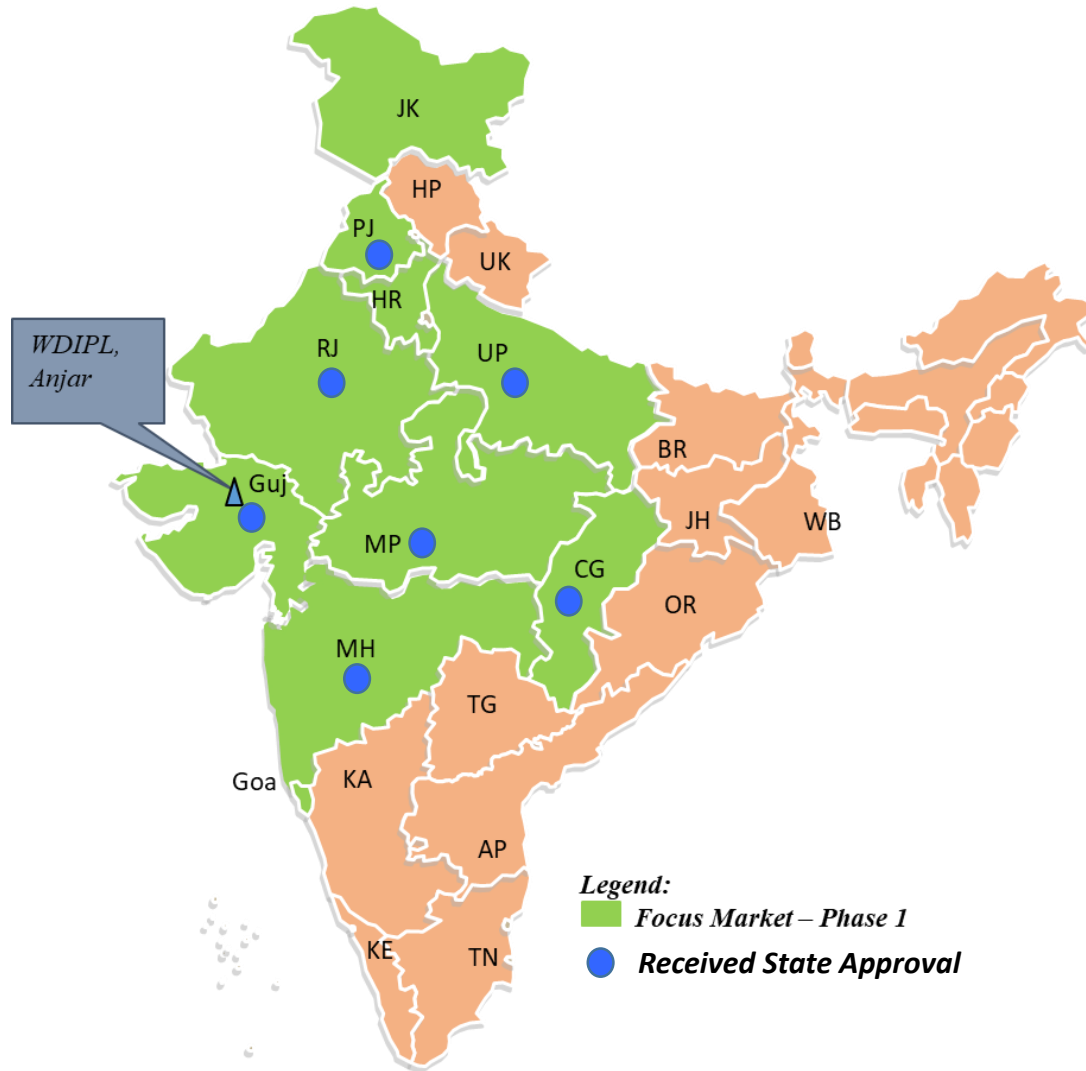 JK
HP
PJ
UK
HR
WDIPL,
Anjar
RJ
UP
BR
Guj
JH
WB
MP
CG
OR
MH
TG
Goa
KA
AP
Legend:
Focus Market – Phase 1
KE
TN
Received State Approval